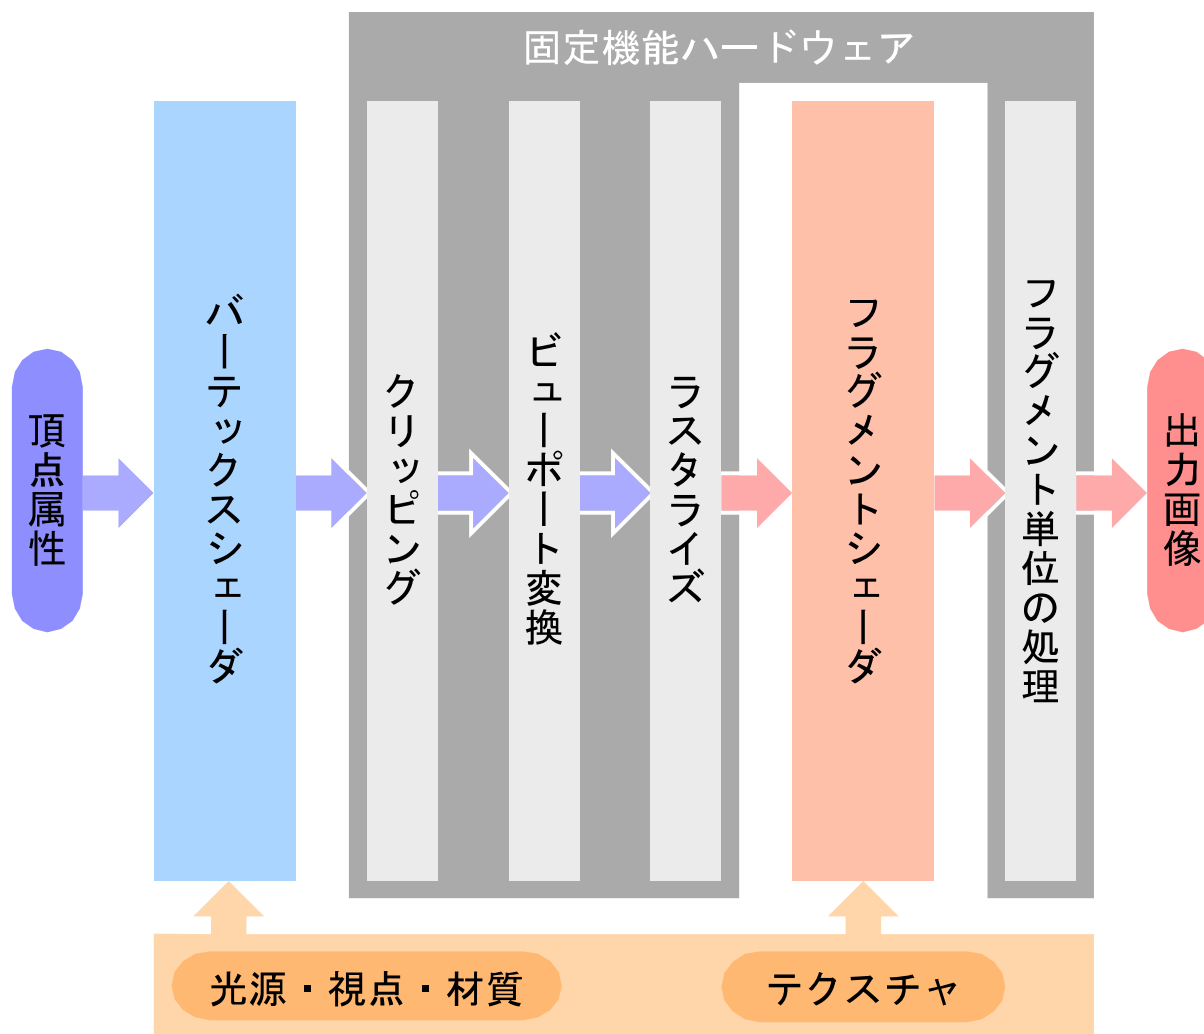 固定機能ハードウェア
頂点属性
バーテックスシェーダ
クリッピング
ビューポート変換
ラスタライズ
フラグメントシェーダ
フラグメント単位の処理
出力画像
光源・視点・材質
テクスチャ